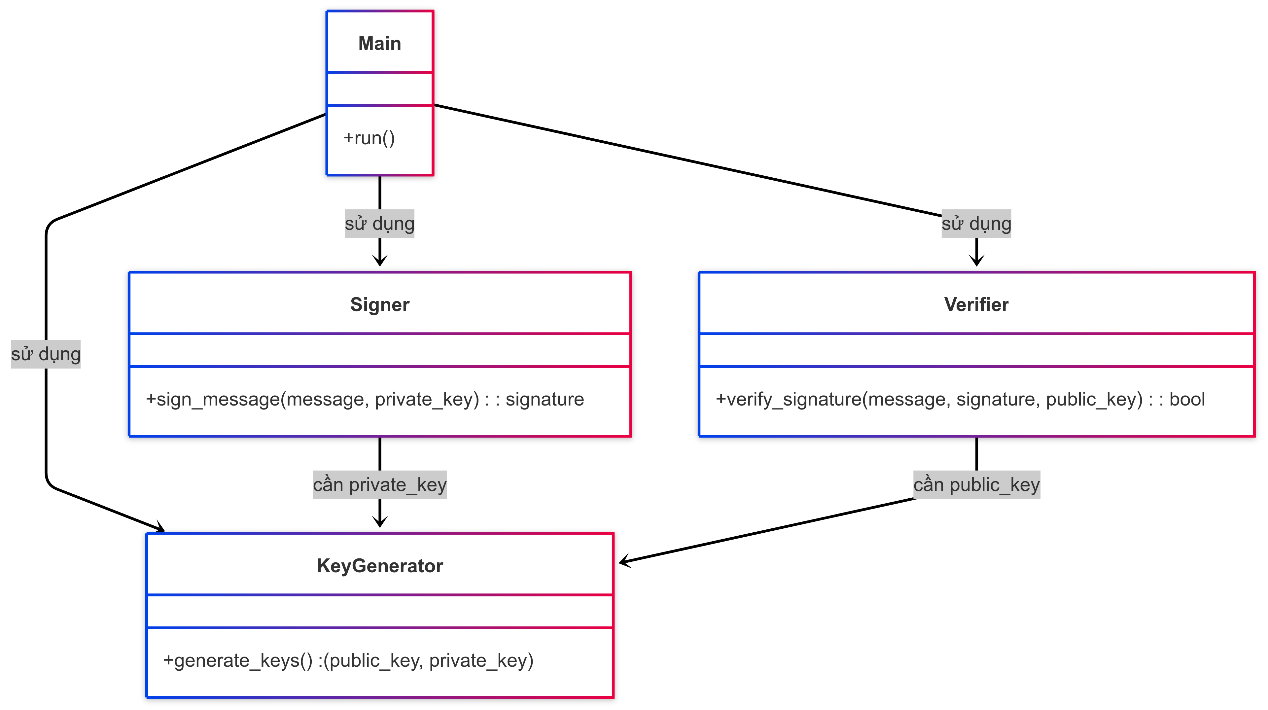 Main
+run()
sử dụng
sử dụng
Signer
Verifier
sử dụng
+sign_message(message, private_key) : : signature
+verify_signature(message, signature, public_key) : : bool
cần private_key
cần public_key
KeyGenerator
+generate_keys() :(public_key, private_key)